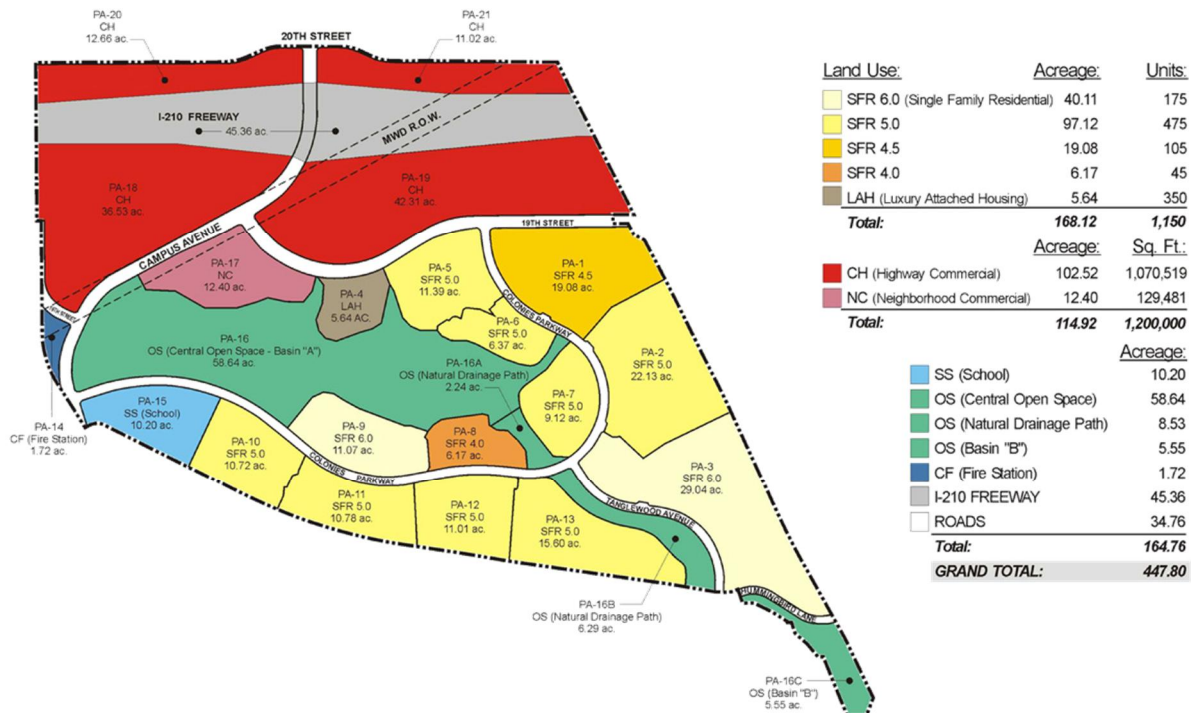 PA-20
CH
12.66 ac.
PA-21
CH
11.02 ac.
20TH STREET
I-210 FREEWAY
45.36 ac.
MWD R.O.W.
PA-18
CH
36.53 ac.
PA-19
CH
42.31 ac.
CAMPUS AVENUE
19TH STREET
PA-17
NC
12.40 ac.
PA-4
LAH
5.64 AC.
PA-5
SFR 5.0
11.39 ac.
PA-1
SFR 4.5
19.08 ac.
COLONIES PARKWAY
PA-6
SFR 5.0
6.37 ac.
PA-2
SFR 5.0
22.13 ac.
STREET
PA-16
OS (Central Open Space - Basin "A")
58.64 ac.
PA-16A
OS (Natural Drainage Path)
2.24 ac.
PA-7
SFR 5.0
9.12 ac.
PA-14
CF (Fire Station)
1.72 ac.
PA-15
SS (School)
10.20 ac.
PA-10
SFR 5.0
10.72 ac.
PA-9
SFR 6.0
11.07 ac.
PA-8
SFR 4.0
6.17 ac.
COLONIES PARKWAY
PA-3
SFR 6.0
29.04 ac.
PA-11
SFR 5.0
10.78 ac.
PA-12
SFR 5.0
11.01 ac.
PA-13
SFR 5.0
15.60 ac.
TANGLEWOOD AVENUE
PA-16B
OS (Natural Drainage Path)
6.29 ac.
HUMMINGBIRD LANE
PA-16C
OS (Basin "B")
5.55 ac.
Land Use: Acreage: Units:
SFR 6.0 (Single Family Residential) 40.11 175
SFR 5.0 97.12 475
SFR 4.5 19.08 105
SFR 4.0 6.17 45
LAH (Luxury Attached Housing) 5.64 350
Total: 168.12 1,150
Acreage: Sq. Ft.:
CH (Highway Commercial) 102.52 1,070,519
NC (Neighborhood Commercial) 12.40 129,481
Total: 114.92 1,200,000
Acreage:
SS (School) 10.20
OS (Central Open Space) 58.64
OS (Natural Drainage Path) 8.53
OS (Basin "B") 5.55
CF (Fire Station) 1.72
I-210 FREEWAY 45.36
ROADS 34.76
Total: 164.76
GRAND TOTAL: 447.80